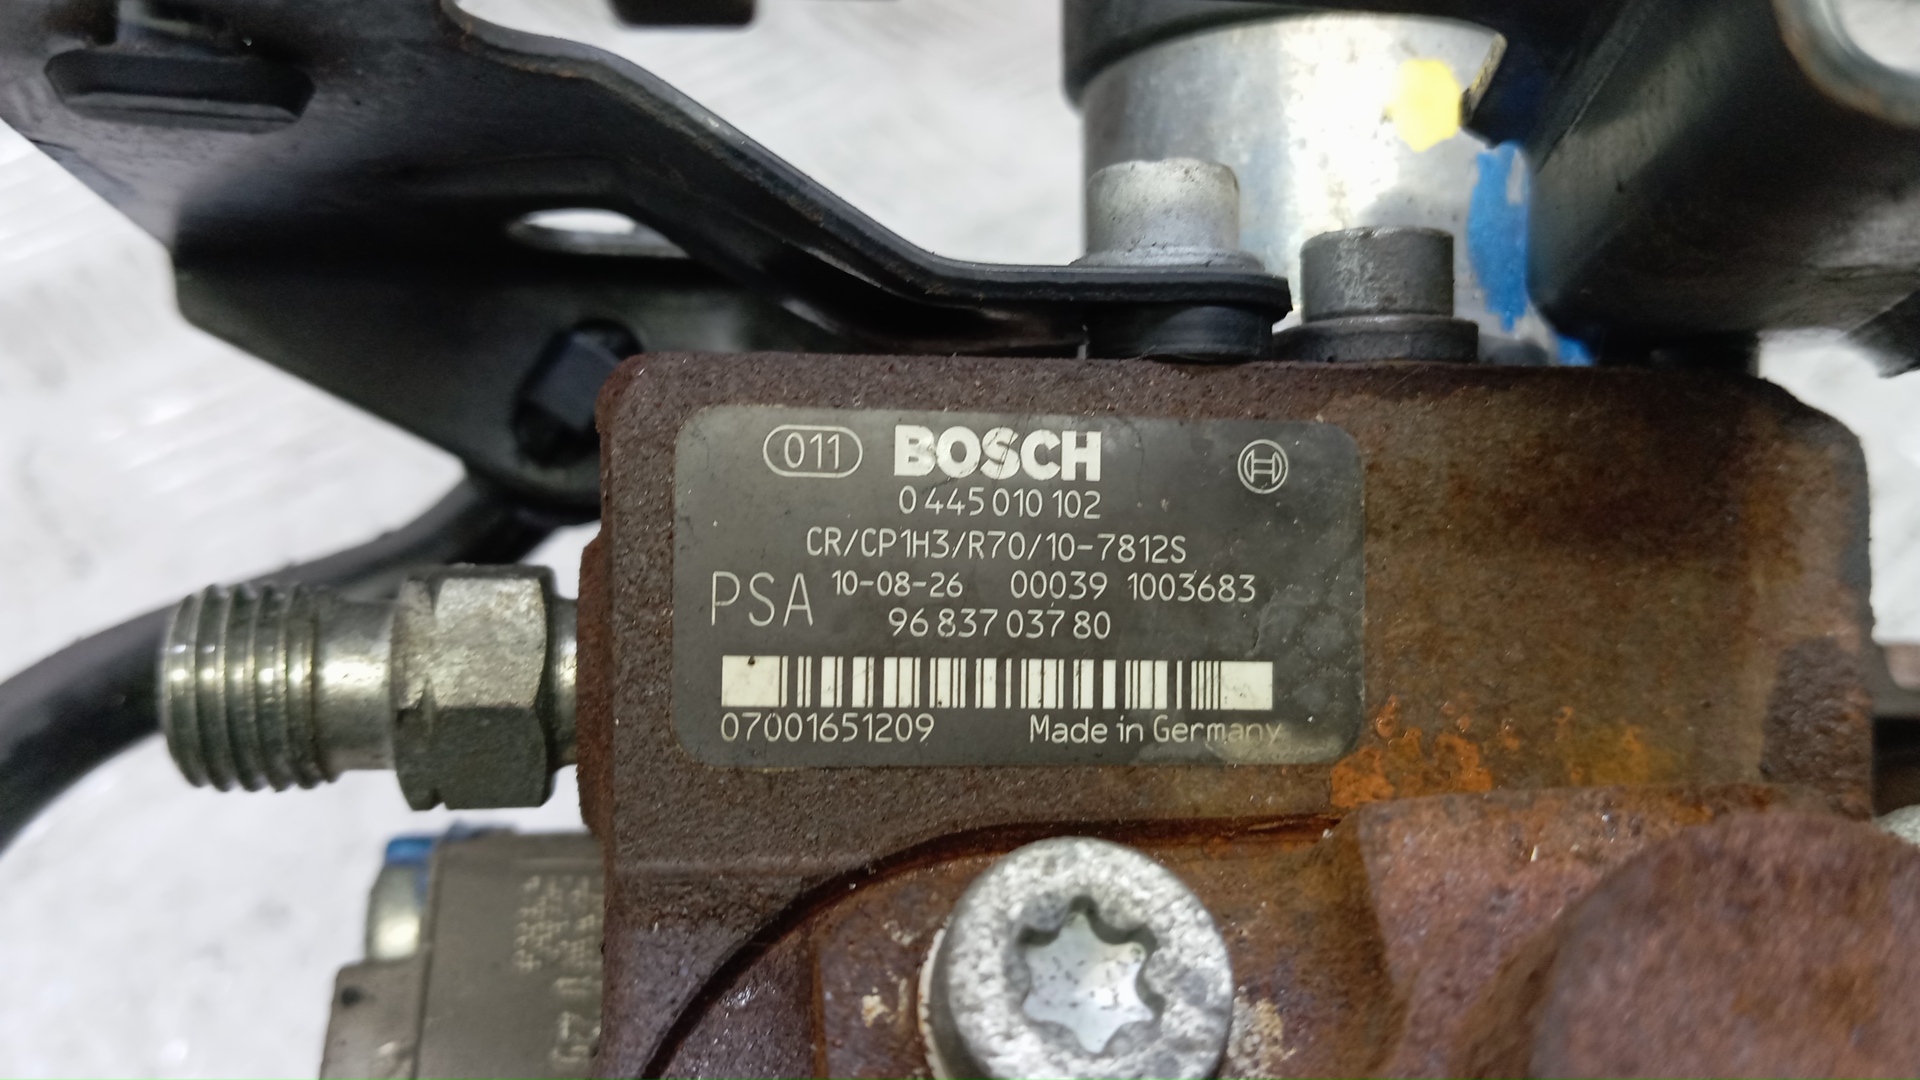 011 BOSCH
0 445 010 102
CR/CP1H3/R70/10-7812S
PSA 10-08-26 00039 1003683
96 837 037 80
07001651209 Made in Germany